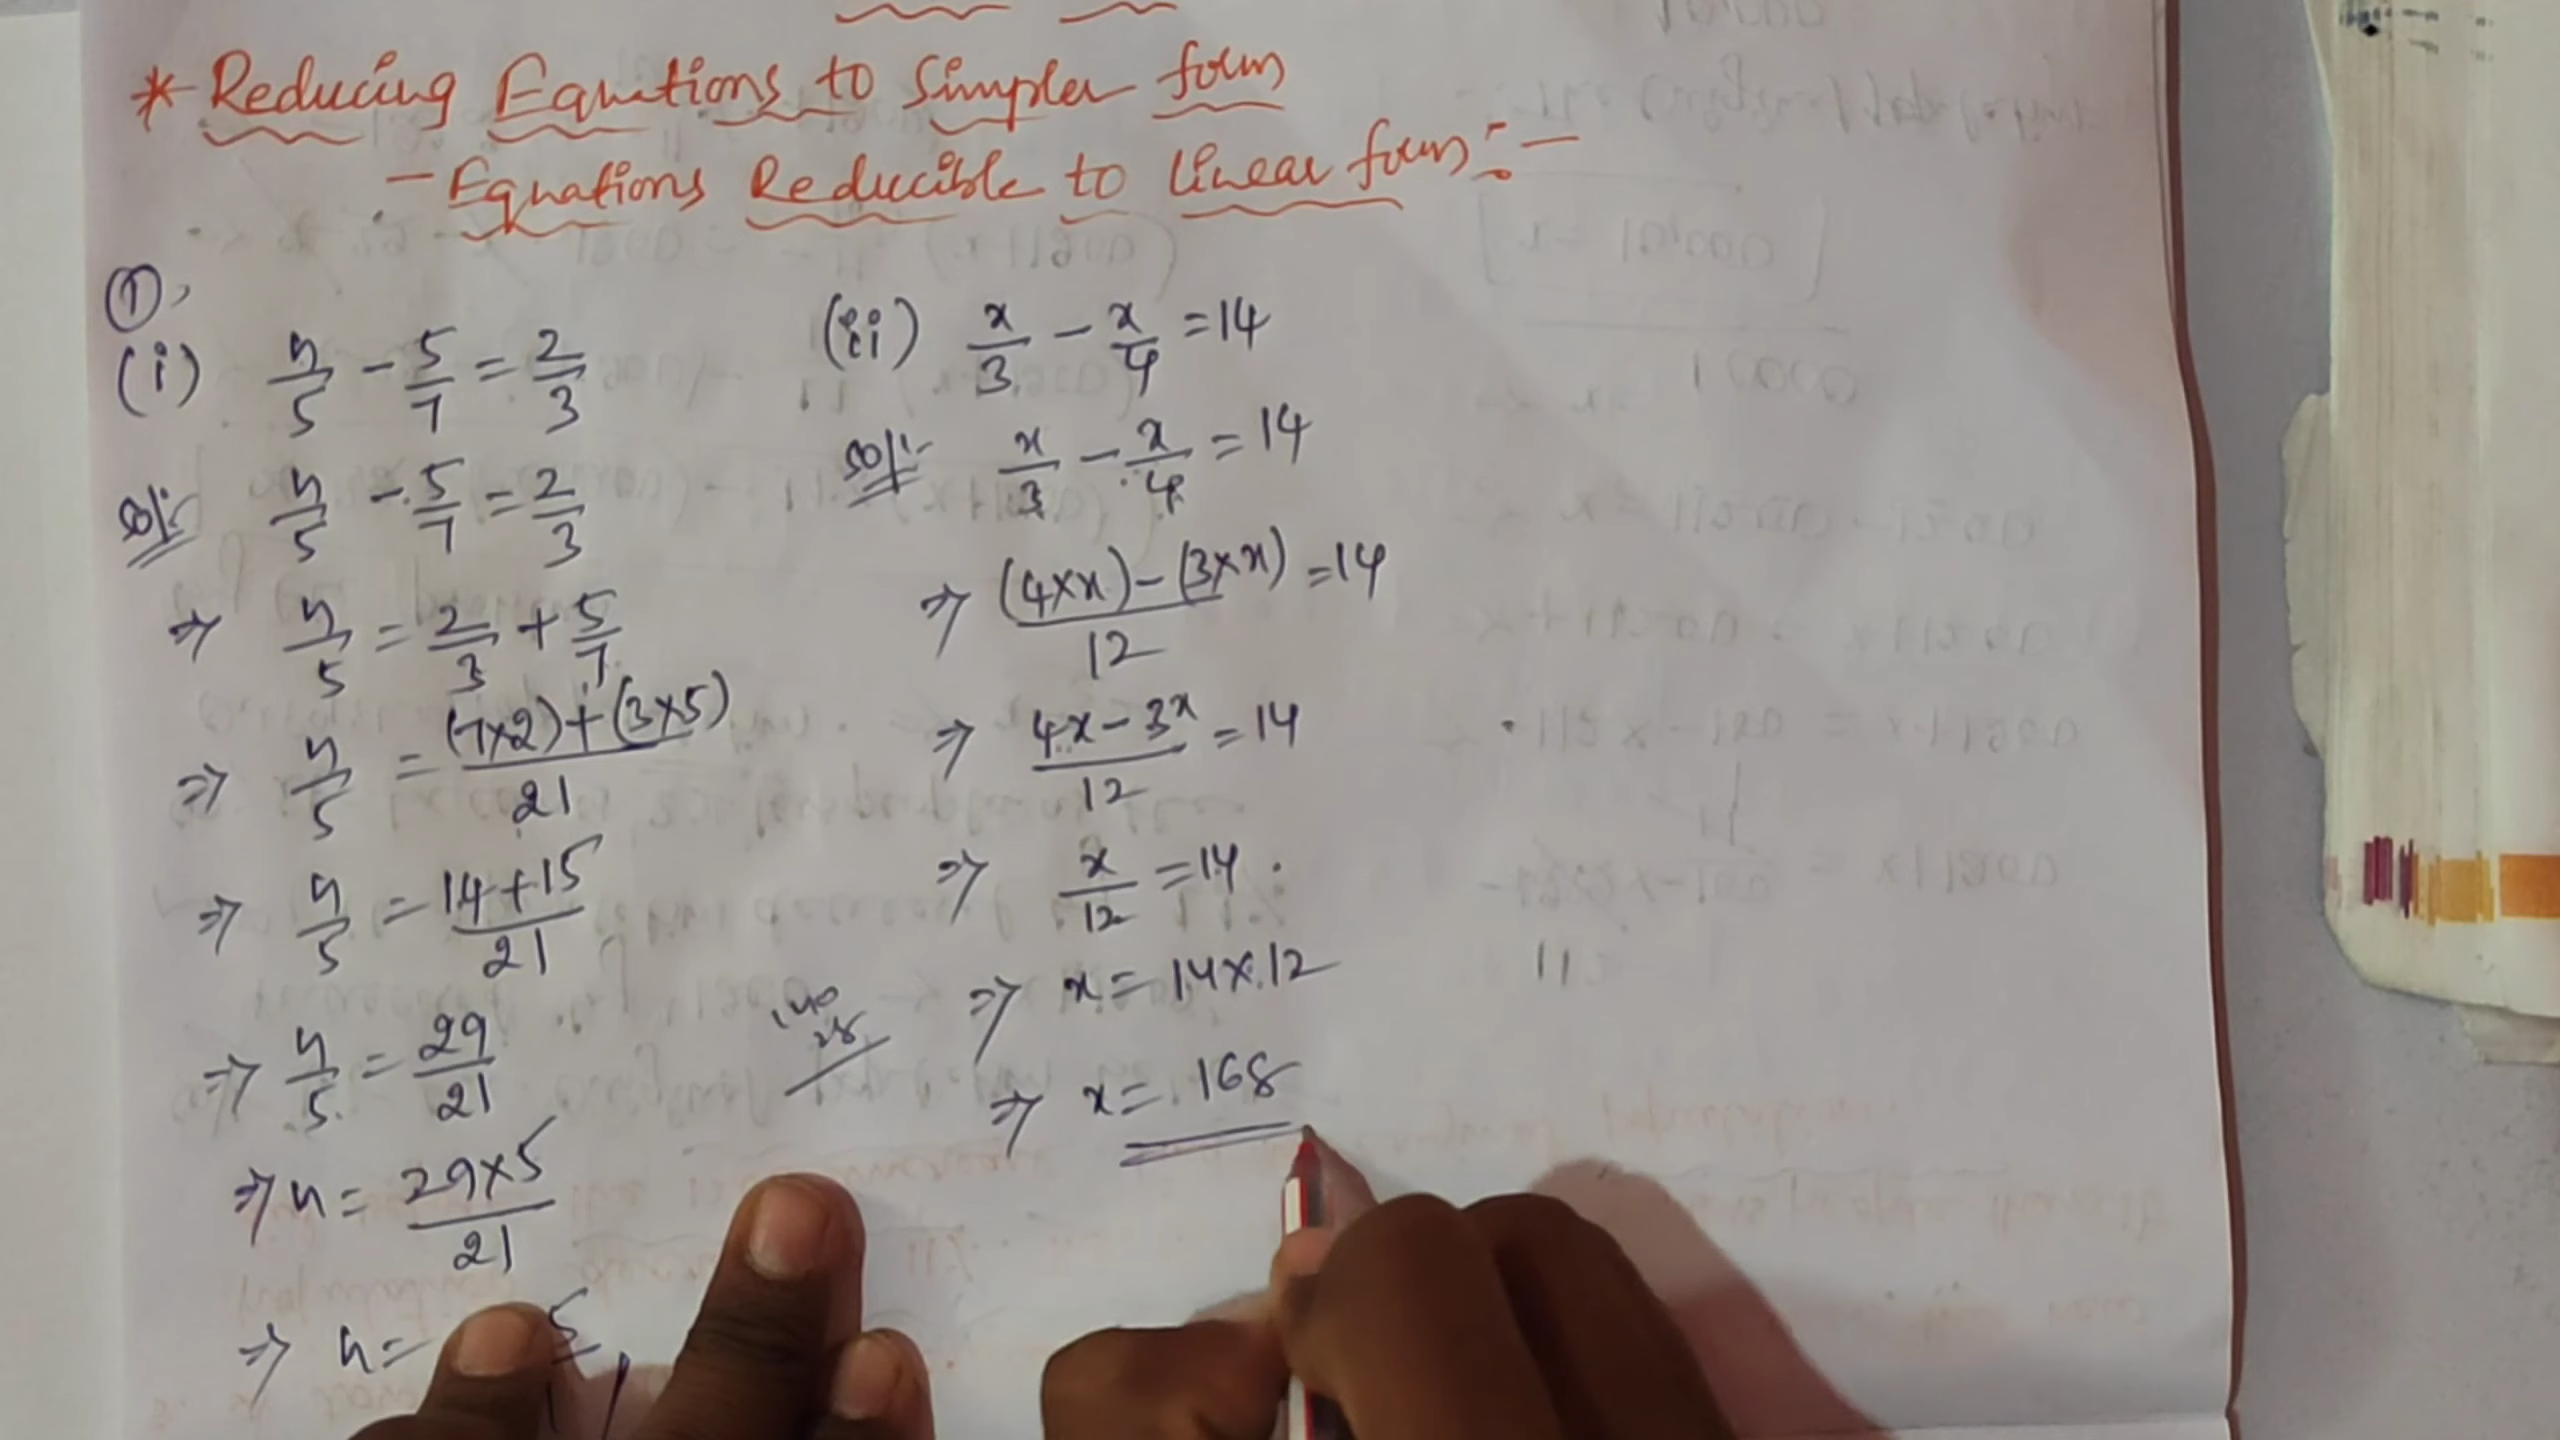 * Reducing Equations to Simpler form
- Equations Reducible to linear form:-
①,
(i) n/5 - 5/7 = 2/3
Sol: n/5 - 5/7 = 2/3
⇒ n/5 = 2/3 + 5/7
⇒ n/5 = (7×2)+(3×5)/21
⇒ n/5 = 14+15/21
⇒ n/5 = 29/21
⇒ n = 29×5/21
⇒ n =
(ii) x/3 - x/4 = 14
Sol:- x/3 - x/4 = 14
⇒ (4×x)-(3×x)/12 = 14
⇒ 4x-3x/12 = 14
⇒ x/12 = 14
⇒ x = 14×12
140
28
⇒ x = 168